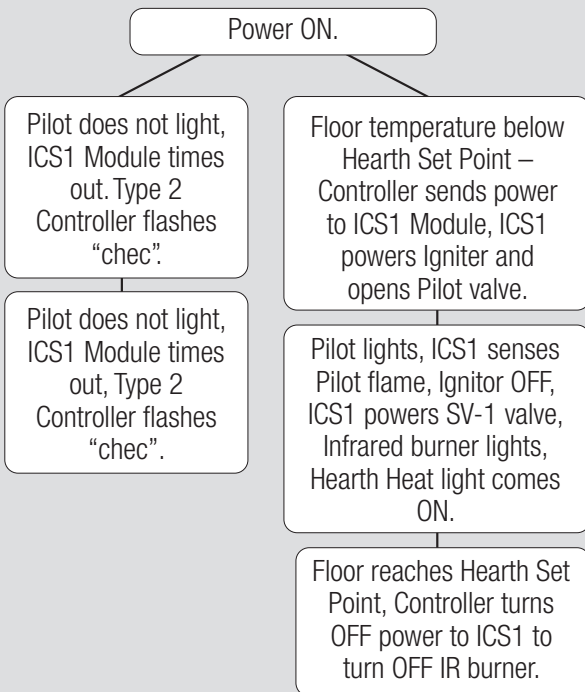 Power ON.
Pilot does not light,
ICS1 Module times
out. Type 2
Controller flashes
“chec”.
Pilot does not light,
ICS1 Module times
out, Type 2
Controller flashes
“chec”.
Floor temperature below
Hearth Set Point –
Controller sends power
to ICS1 Module, ICS1
powers Igniter and
opens Pilot valve.
Pilot lights, ICS1 senses
Pilot flame, Ignitor OFF,
ICS1 powers SV-1 valve,
Infrared burner lights,
Hearth Heat light comes
ON.
Floor reaches Hearth Set
Point, Controller turns
OFF power to ICS1 to
turn OFF IR burner.